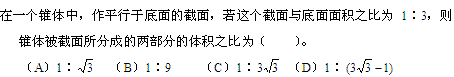 在一个锥体中，作平行于底面的截面，若这个截面与底面面积之比为 1∶3，则
锥体被截面所分成的两部分的体积之比为（ ）。
（A）1∶√3 （B）1∶9 （C）1∶3√3 （D）1∶(3√3−1)